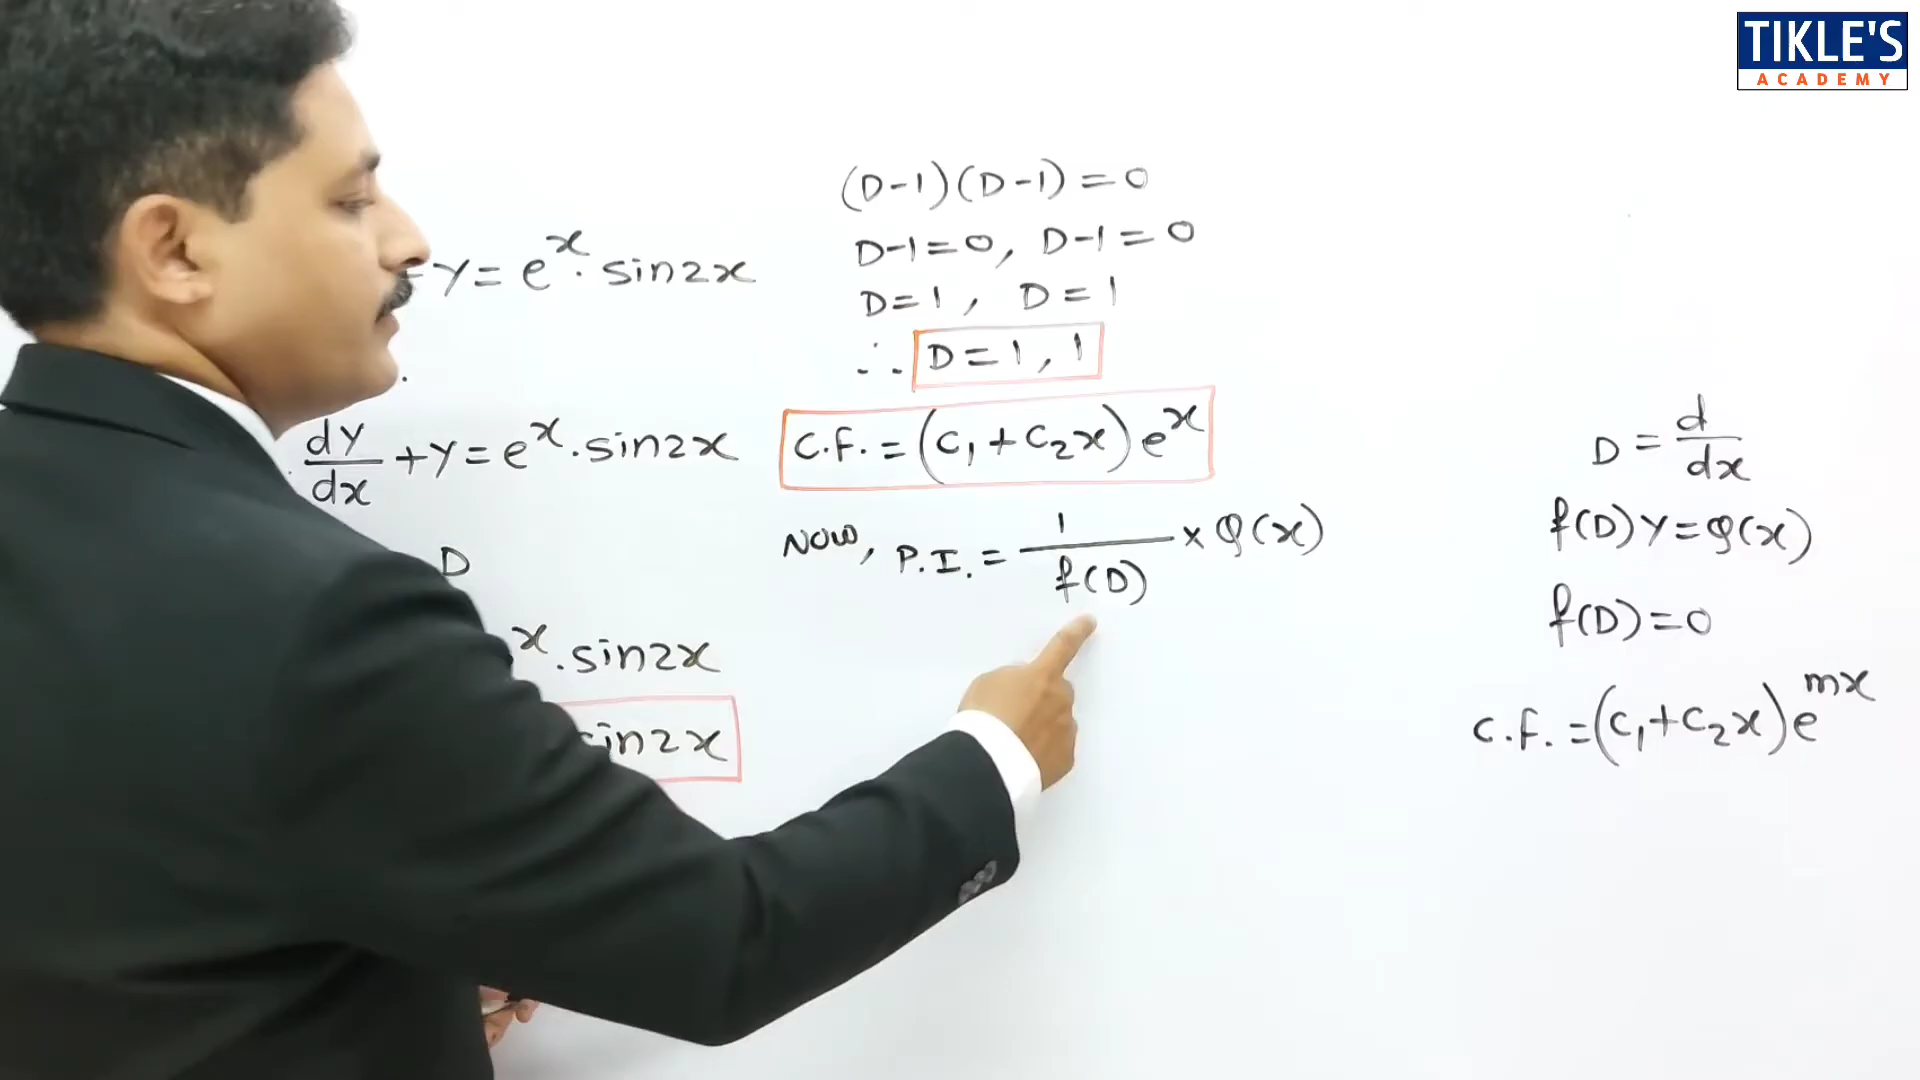 TIKLE'S
ACADEMY
+ y = e^x . sin2x
dy/dx + y = e^x . sin2x
D
x . sin2x
sin2x
(D-1)(D-1) = 0
D-1 = 0, D-1 = 0
D = 1, D = 1
∴ D = 1, 1
C.F. = (C₁ + C₂x) e^x
NOW, P.I. = 1/f(D) × Q(x)
D = d/dx
f(D) y = Q(x)
f(D) = 0
C.F. = (C₁ + C₂x) e^mx